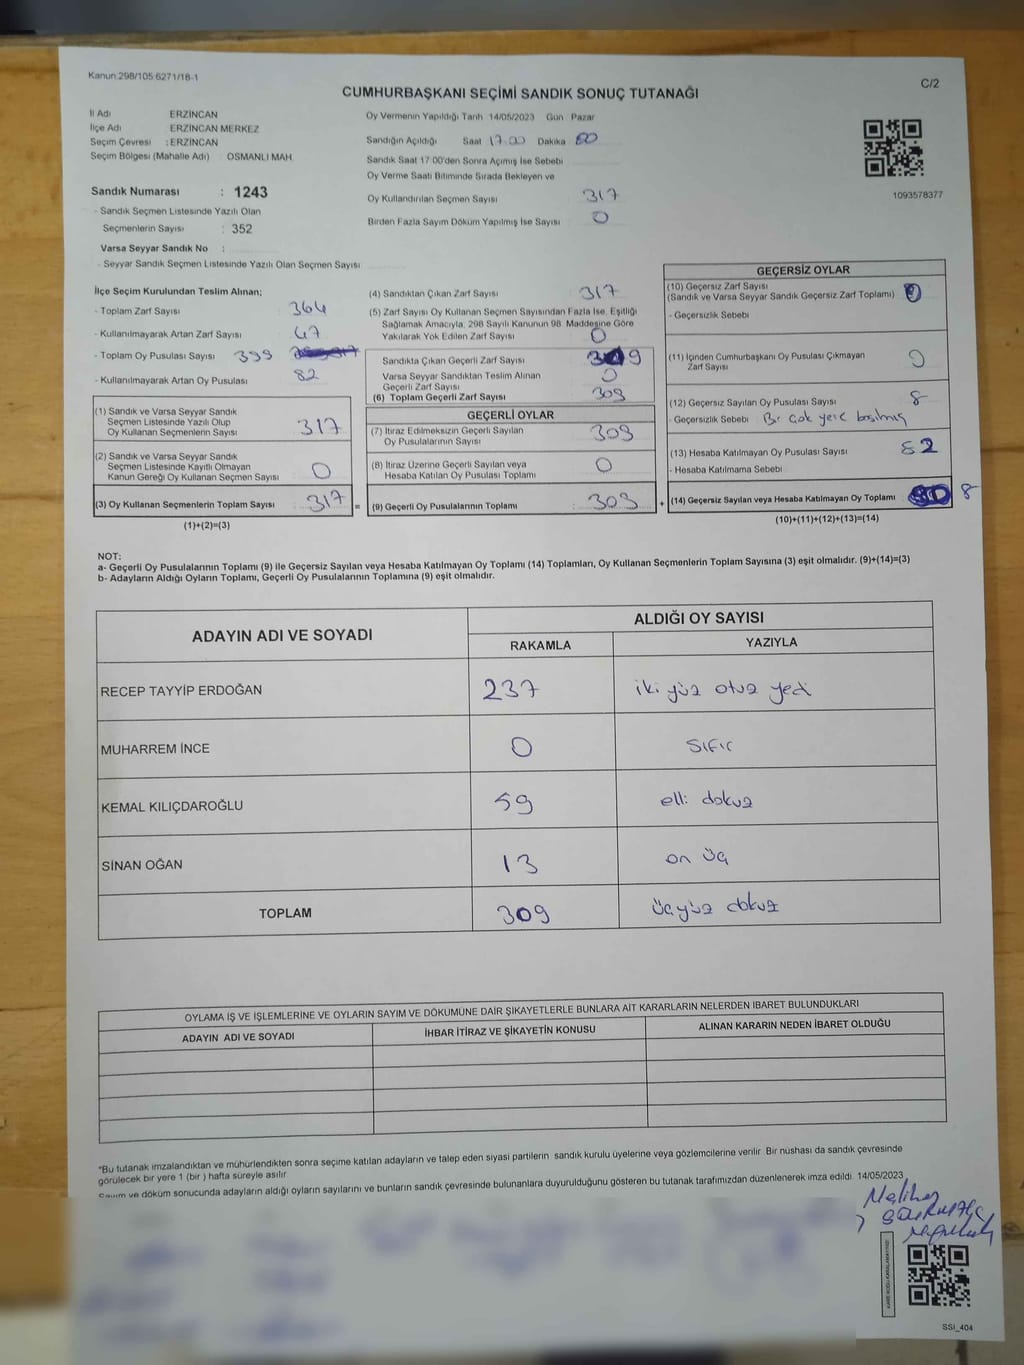 Kanun 298/105 6271/18-1
C/2
CUMHURBAŞKANI SEÇİMİ SANDIK SONUÇ TUTANAĞI
İl Adı ERZİNCAN
İlçe Adı ERZİNCAN MERKEZ
Seçim Çevresi : ERZİNCAN
Seçim Bölgesi (Mahalle Adı) OSMANLI MAH.
Sandık Numarası : 1243
- Sandık Seçmen Listesinde Yazılı Olan
Seçmenlerin Sayısı : 352
Varsa Seyyar Sandık No :
- Seyyar Sandık Seçmen Listesinde Yazılı Olan Seçmen Sayısı
Oy Vermenin Yapıldığı Tarih 14/05/2023 Gün Pazar
Sandığın Açıldığı Saat 17.00 Dakika 00
Sandık Saat 17 00'den Sonra Açımış İse Sebebi
Oy Verme Saati Bitiminde Sırada Bekleyen ve
Oy Kullandırılan Seçmen Sayısı 317
Birden Fazla Sayım Döküm Yapılmış İse Sayısı 0
1093578377
İlçe Seçim Kurulundan Teslim Alınan;
- Toplam Zarf Sayısı 364
- Kullanılmayarak Artan Zarf Sayısı 47
- Toplam Oy Pusulası Sayısı 399
- Kullanılmayarak Artan Oy Pusulası 82
(1) Sandık ve Varsa Seyyar Sandık
Seçmen Listesinde Yazılı Olup
Oy Kullanan Seçmenlerin Sayısı 317
(2) Sandık ve Varsa Seyyar Sandık
Seçmen Listesinde Kayıtlı Olmayan
Kanun Gereği Oy Kullanan Seçmen Sayısı 0
(3) Oy Kullanan Seçmenlerin Toplam Sayısı 317 =
(1)+(2)=(3)
(4) Sandıktan Çıkan Zarf Sayısı 317
(5) Zarf Sayısı Oy Kullanan Seçmen Sayısından Fazla İse, Eşitliği
Sağlamak Amacıyla, 298 Sayılı Kanunun 98. Maddesine Göre
Yakılarak Yok Edilen Zarf Sayısı 0
Sandıkta Çıkan Geçerli Zarf Sayısı 309
Varsa Seyyar Sandıktan Teslim Alınan
Geçerli Zarf Sayısı 0
(6) Toplam Geçerli Zarf Sayısı 309
GEÇERLİ OYLAR
(7) İtiraz Edilmeksizin Geçerli Sayılan
Oy Pusulalarının Sayısı 309
(8) İtiraz Üzerine Geçerli Sayılan veya
Hesaba Katılan Oy Pusulası Toplamı 0
(9) Geçerli Oy Pusulalarının Toplamı 309 +
GEÇERSİZ OYLAR
(10) Geçersiz Zarf Sayısı
(Sandık ve Varsa Seyyar Sandık Geçersiz Zarf Toplamı) 0
- Geçersizlik Sebebi
(11) İçinden Cumhurbaşkanı Oy Pusulası Çıkmayan
Zarf Sayısı 0
(12) Geçersiz Sayılan Oy Pusulası Sayısı 8
- Geçersizlik Sebebi Bir çok yere basılmış
(13) Hesaba Katılmayan Oy Pusulası Sayısı 82
- Hesaba Katılmama Sebebi
(14) Geçersiz Sayılan veya Hesaba Katılmayan Oy Toplamı 8
(10)+(11)+(12)+(13)=(14)
NOT:
a- Geçerli Oy Pusulalarının Toplamı (9) ile Geçersiz Sayılan veya Hesaba Katılmayan Oy Toplamı (14) Toplamları, Oy Kullanan Seçmenlerin Toplam Sayısına (3) eşit olmalıdır. (9)+(14)=(3)
b- Adayların Aldığı Oyların Toplamı, Geçerli Oy Pusulalarının Toplamına (9) eşit olmalıdır.
ADAYIN ADI VE SOYADI
ALDIĞI OY SAYISI
RAKAMLA YAZIYLA
RECEP TAYYİP ERDOĞAN 237 iki yüz otuz yedi
MUHARREM İNCE 0 sıfır
KEMAL KILIÇDAROĞLU 59 elli dokuz
SİNAN OĞAN 13 on üç
TOPLAM 309 üçyüz dokuz
OYLAMA İŞ VE İŞLEMLERİNE VE OYLARIN SAYIM VE DÖKÜMÜNE DAİR ŞİKAYETLERLE BUNLARA AİT KARARLARIN NELERDEN İBARET BULUNDUKLARI
ADAYIN ADI VE SOYADI İHBAR İTİRAZ VE ŞİKAYETİN KONUSU ALINAN KARARIN NEDEN İBARET OLDUĞU
*Bu tutanak imzalandıktan ve mühürlendikten sonra seçime katılan adayların ve talep eden siyasi partilerin sandık kurulu üyelerine veya gözlemcilerine verilir. Bir nüshası da sandık çevresinde
görülecek bir yere 1 (bir ) hafta süreyle asılır.
Sayım ve döküm sonucunda adayların aldığı oyların sayılarını ve bunların sandık çevresinde bulunanlara duyurulduğunu gösteren bu tutanak tarafımızdan düzenlenerek imza edildi. 14/05/2023
SSI_404